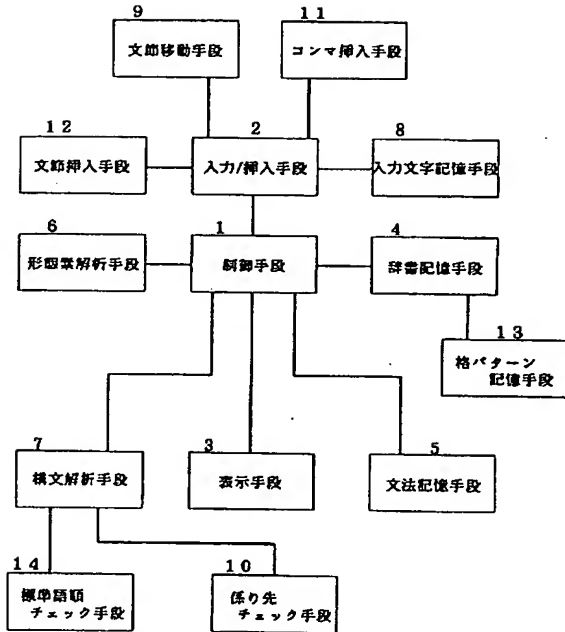 9
文節移動手段
11
コンマ挿入手段
12
文節挿入手段
2
入力/挿入手段
8
入力文字記憶手段
6
形態素解析手段
1
制御手段
4
辞書記憶手段
13
格パターン
記憶手段
7
構文解析手段
3
表示手段
5
文法記憶手段
14
標準語順
チェック手段
10
係り先
チェック手段